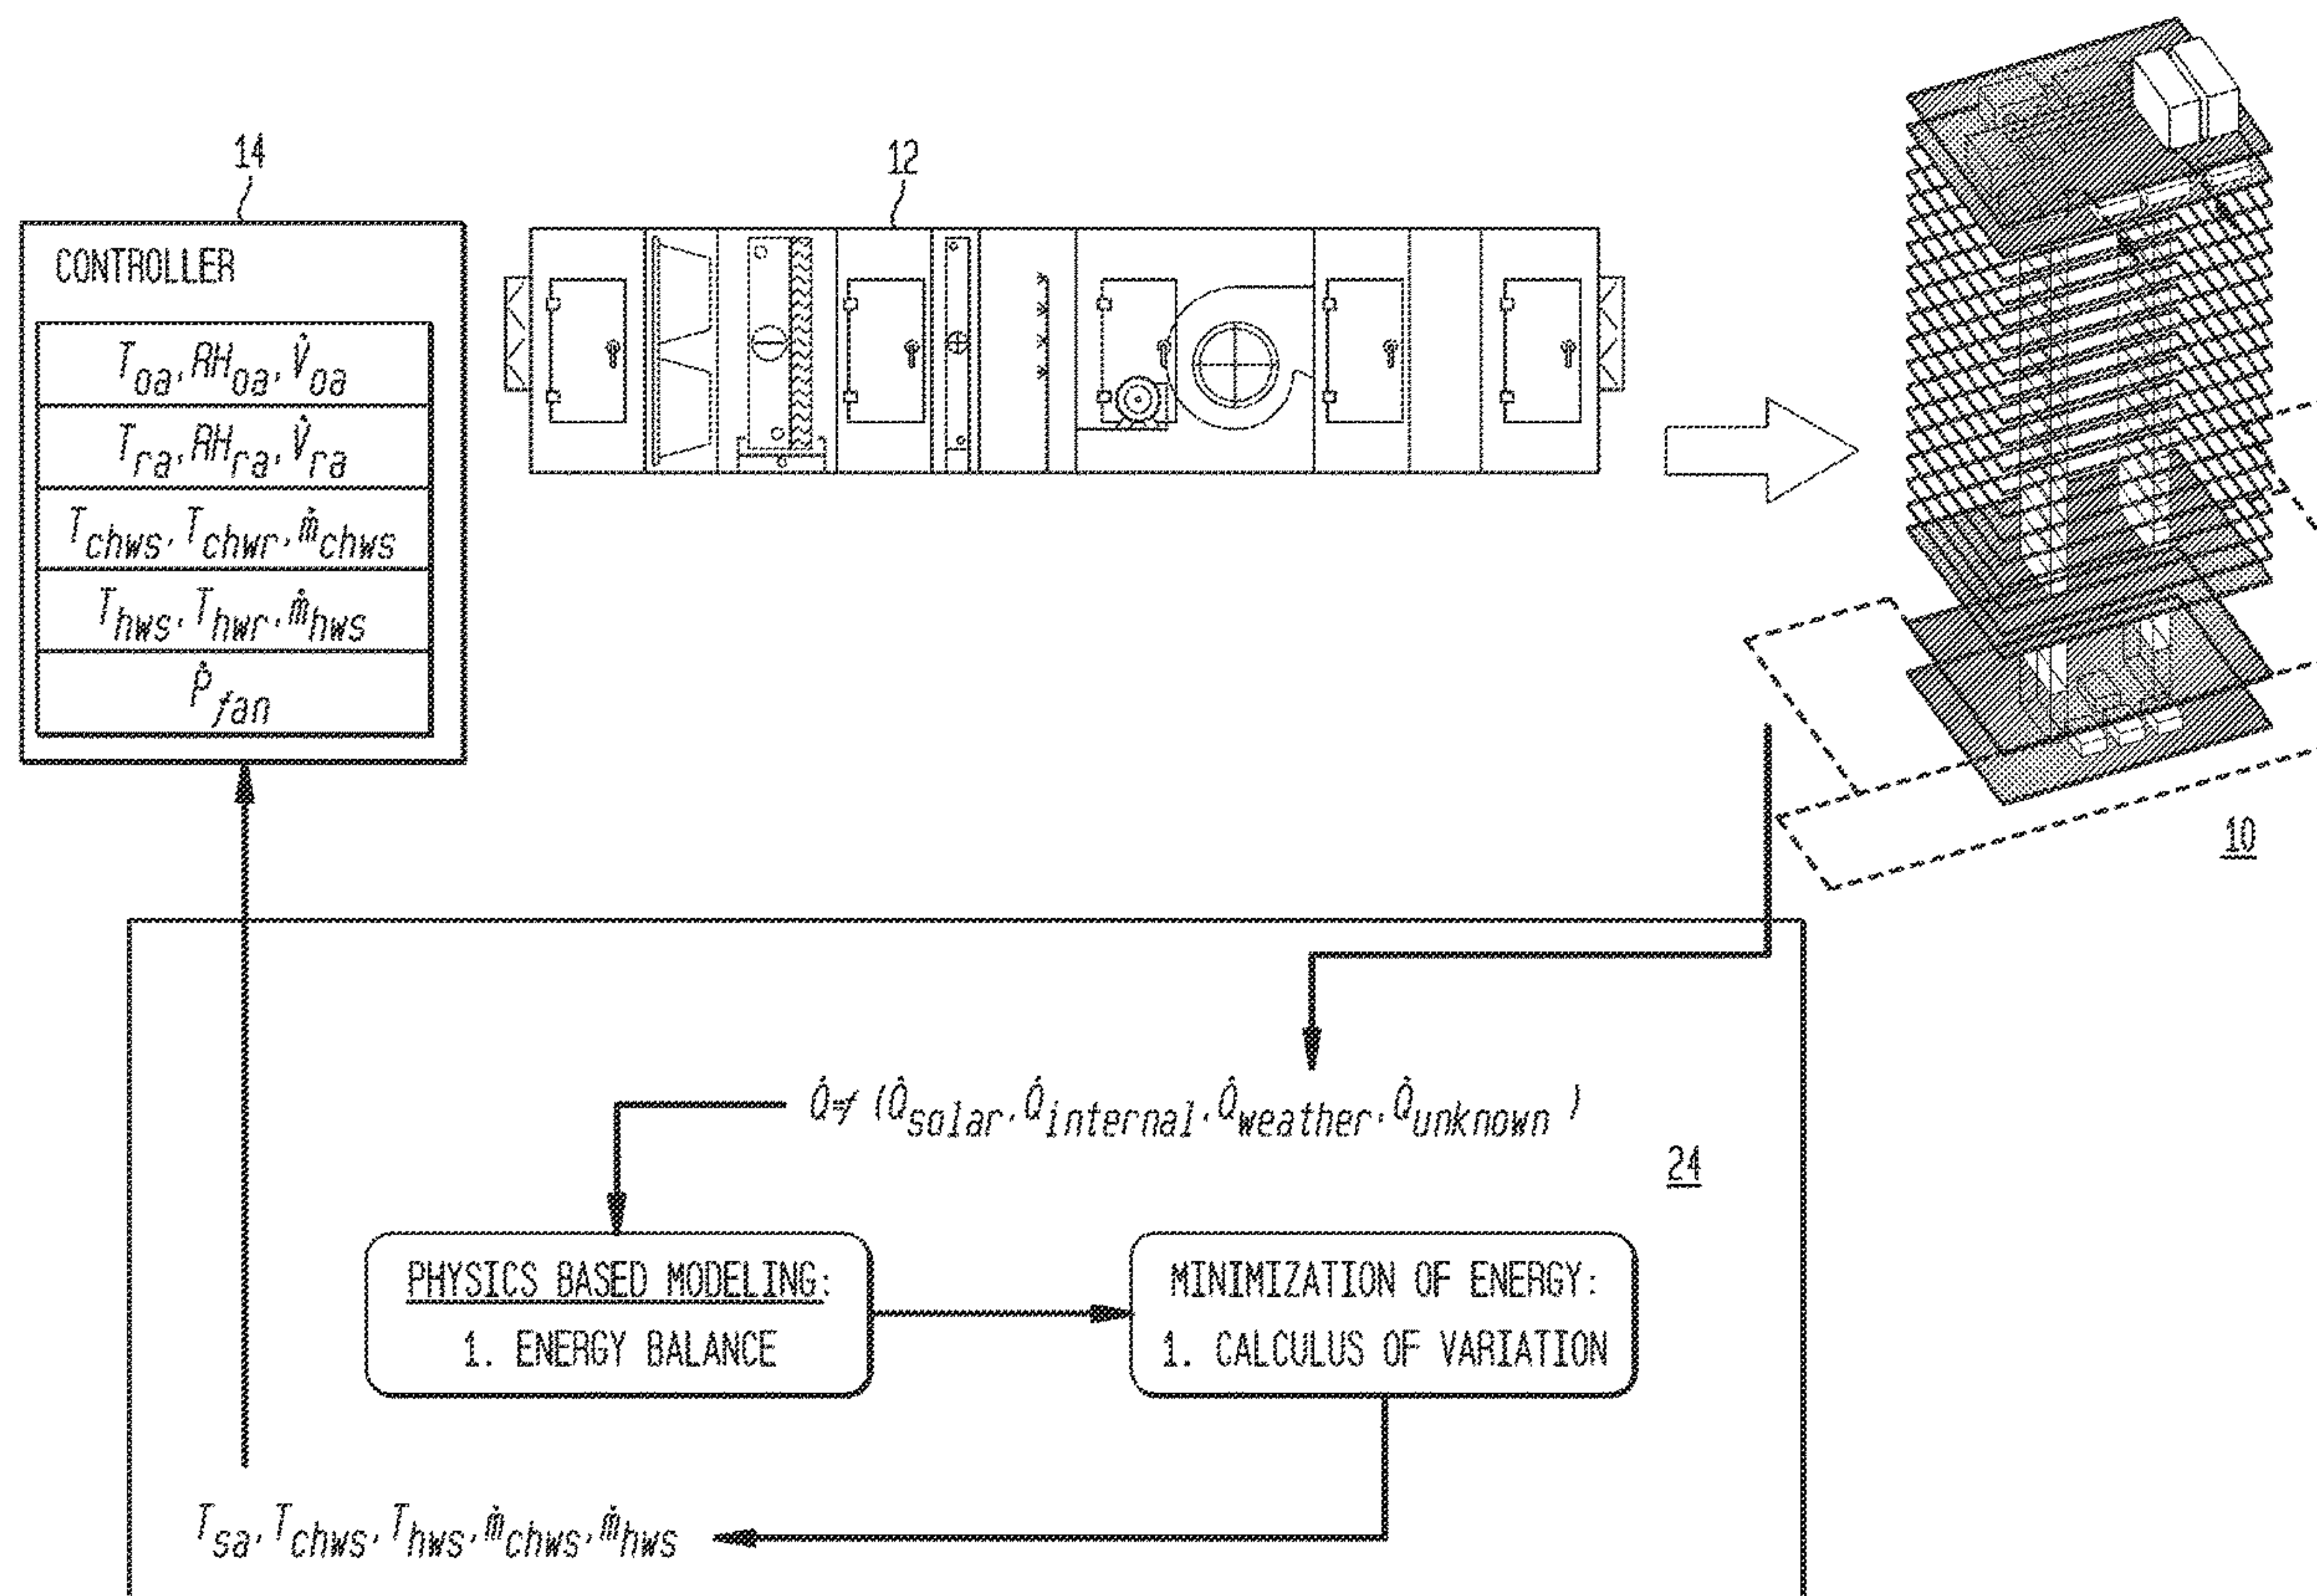 14
12
CONTROLLER
T_oa, RH_oa, V̇_oa
T_ra, RH_ra, V̇_ra
T_chws, T_chwr, ṁ_chws
T_hws, T_hwr, ṁ_hws
Ṗ_fan
10
Q̇=f (Q̇_solar, Q̇_internal, Q̇_weather, Q̇_unknown )
24
PHYSICS BASED MODELING:
1. ENERGY BALANCE
MINIMIZATION OF ENERGY:
1. CALCULUS OF VARIATION
T_sa, T_chws, T_hws, ṁ_chws, ṁ_hws